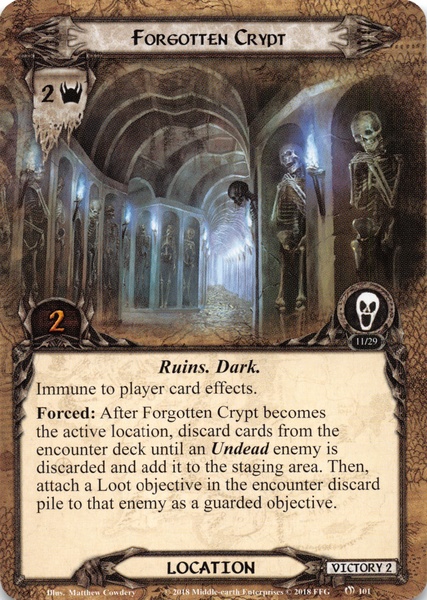 Forgotten Crypt
2
2
11/29
Ruins. Dark.
Immune to player card effects.
Forced: After Forgotten Crypt becomes
the active location, discard cards from the
encounter deck until an Undead enemy is
discarded and add it to the staging area. Then,
attach a Loot objective in the encounter discard
pile to that enemy as a guarded objective.
LOCATION
VICTORY 2
Illus. Matthew Cowdery
© 2018 Middle-earth Enterprises © 2018 FFG
101